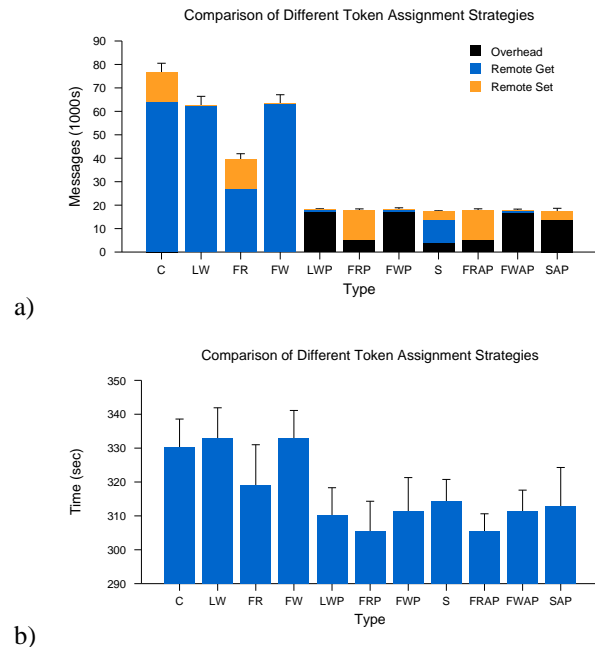 Comparison of Different Token Assignment Strategies
90
80
70
60
50
40
30
20
10
0
Messages (1000s)
Overhead
Remote Get
Remote Set
C LW FR FW LWP FRP FWP S FRAP FWAP SAP
Type
a)
Comparison of Different Token Assignment Strategies
350
340
330
320
310
300
290
Time (sec)
C LW FR FW LWP FRP FWP S FRAP FWAP SAP
Type
b)